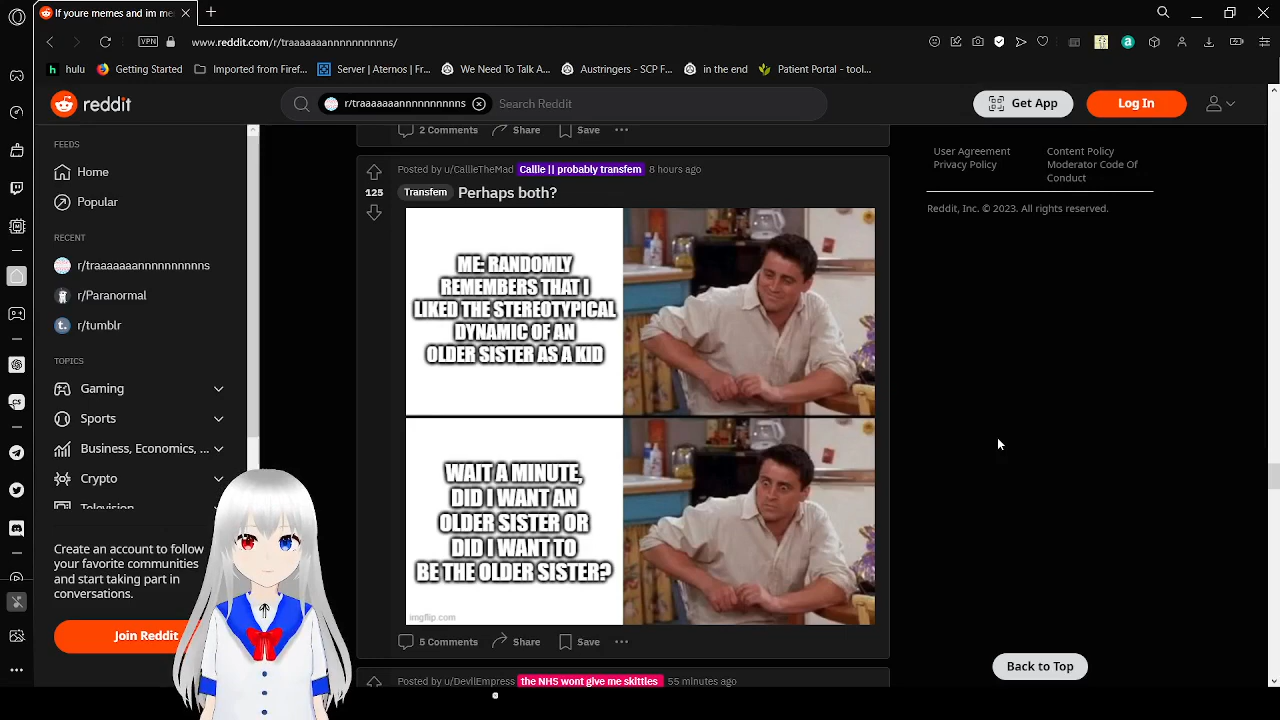 If youre memes and im me
www.reddit.com/r/traaaaaaannnnnnnnnns/
VPN
hulu
Getting Started
Imported from Firef...
Server | Aternos | Fr...
We Need To Talk A...
Austringers - SCP F...
in the end
Patient Portal - tool...
reddit
r/traaaaaaannnnnnnnnns
Search Reddit
Get App
Log In
FEEDS
Home
Popular
RECENT
r/traaaaaaannnnnnnnnns
r/Paranormal
r/tumblr
TOPICS
Gaming
Sports
Business, Economics, ...
Crypto
Television
Create an account to follow
your favorite communities
and start taking part in
conversations.
Join Reddit
2 Comments
Share
Save
Posted by u/CallieTheMad Callie || probably transfem 8 hours ago
125
Transfem Perhaps both?
ME: RANDOMLY
REMEMBERS THAT I
LIKED THE STEREOTYPICAL
DYNAMIC OF AN
OLDER SISTER AS A KID
WAIT A MINUTE,
DID I WANT AN
OLDER SISTER OR
DID I WANT TO
BE THE OLDER SISTER?
imgflip.com
5 Comments
Share
Save
Posted by u/DevilEmpress the NHS wont give me skittles 55 minutes ago
User Agreement
Privacy Policy
Content Policy
Moderator Code Of
Conduct
Reddit, Inc. © 2023. All rights reserved.
Back to Top